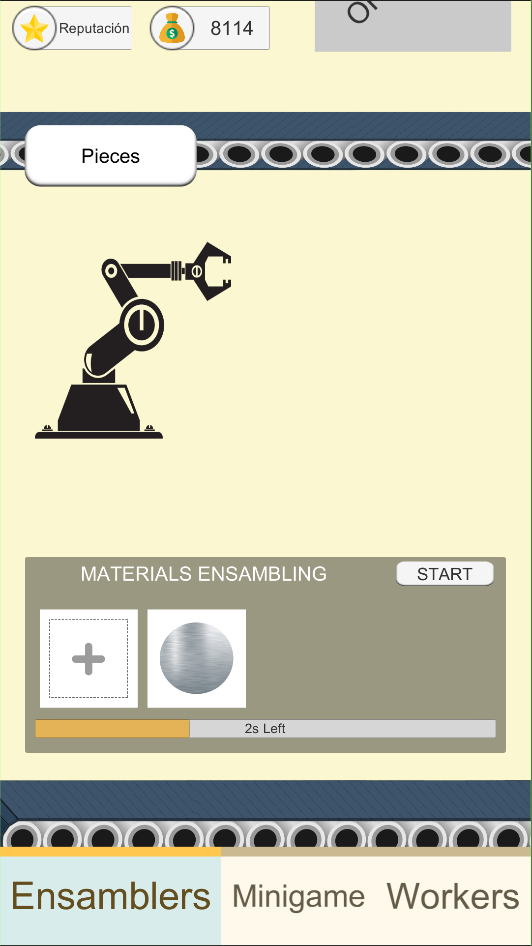 Reputación
8114
Pieces
MATERIALS ENSAMBLING
START
2s Left
Ensamblers
Minigame
Workers